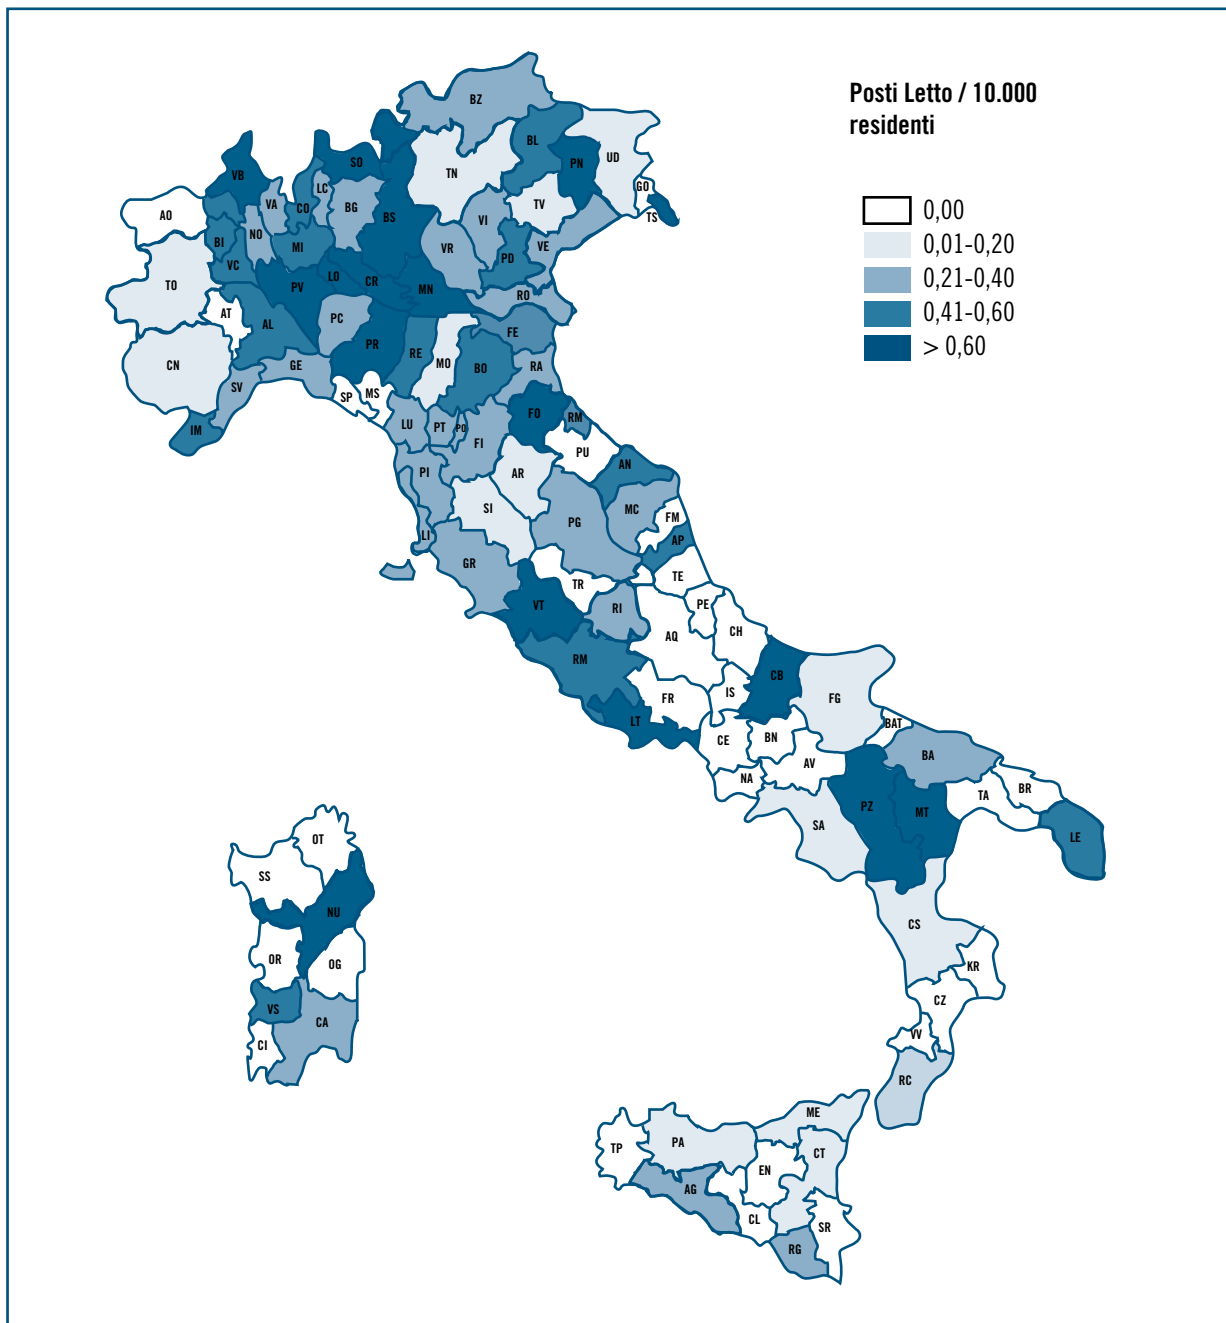 Posti Letto / 10.000
residenti
0,00
0,01-0,20
0,21-0,40
0,41-0,60
> 0,60
BZ
BL
PN
UD
GO
TS
TN
TV
VI
VE
VR
PD
RO
SO
VB
LC
CO
VA
BG
BS
AO
BI
NO
MI
VC
LO
CR
MN
PV
TO
AT
AL
PC
PR
RE
MO
BO
FE
RA
CN
SV
GE
IM
SP
MS
FO
RM
LU
PT
PO
FI
PU
AN
AR
PI
SI
PG
MC
FM
AP
LI
GR
TR
TE
VT
RI
PE
CH
AQ
RM
CB
FG
FR
IS
LT
BAT
CE
BN
BA
AV
NA
PZ
MT
TA
BR
SA
LE
OT
SS
NU
CS
OR
OG
KR
VS
CA
CZ
CI
VV
RC
ME
TP
PA
CT
EN
AG
CL
SR
RG